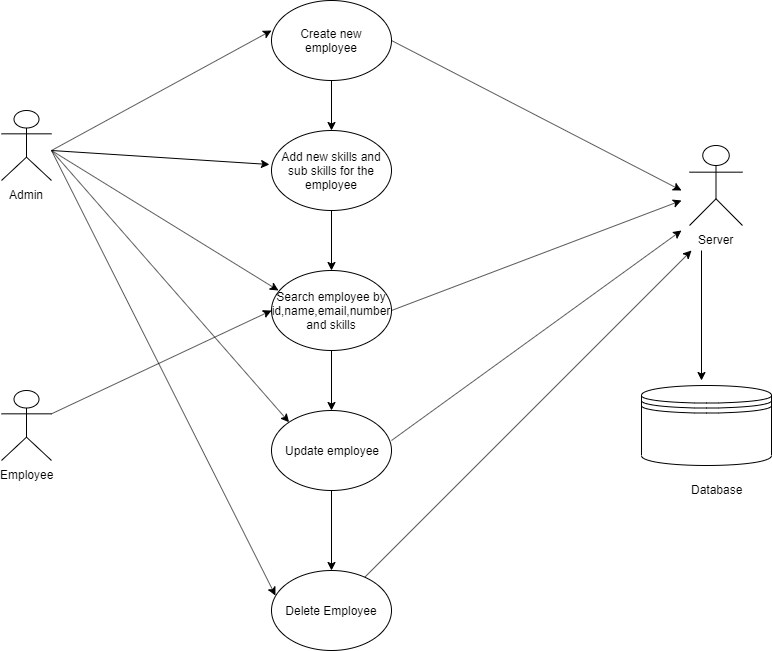 Create new
employee
Admin
Add new skills and
sub skills for the
employee
Server
Search employee by
id,name,email,number
and skills
Employee
Update employee
Database
Delete Employee